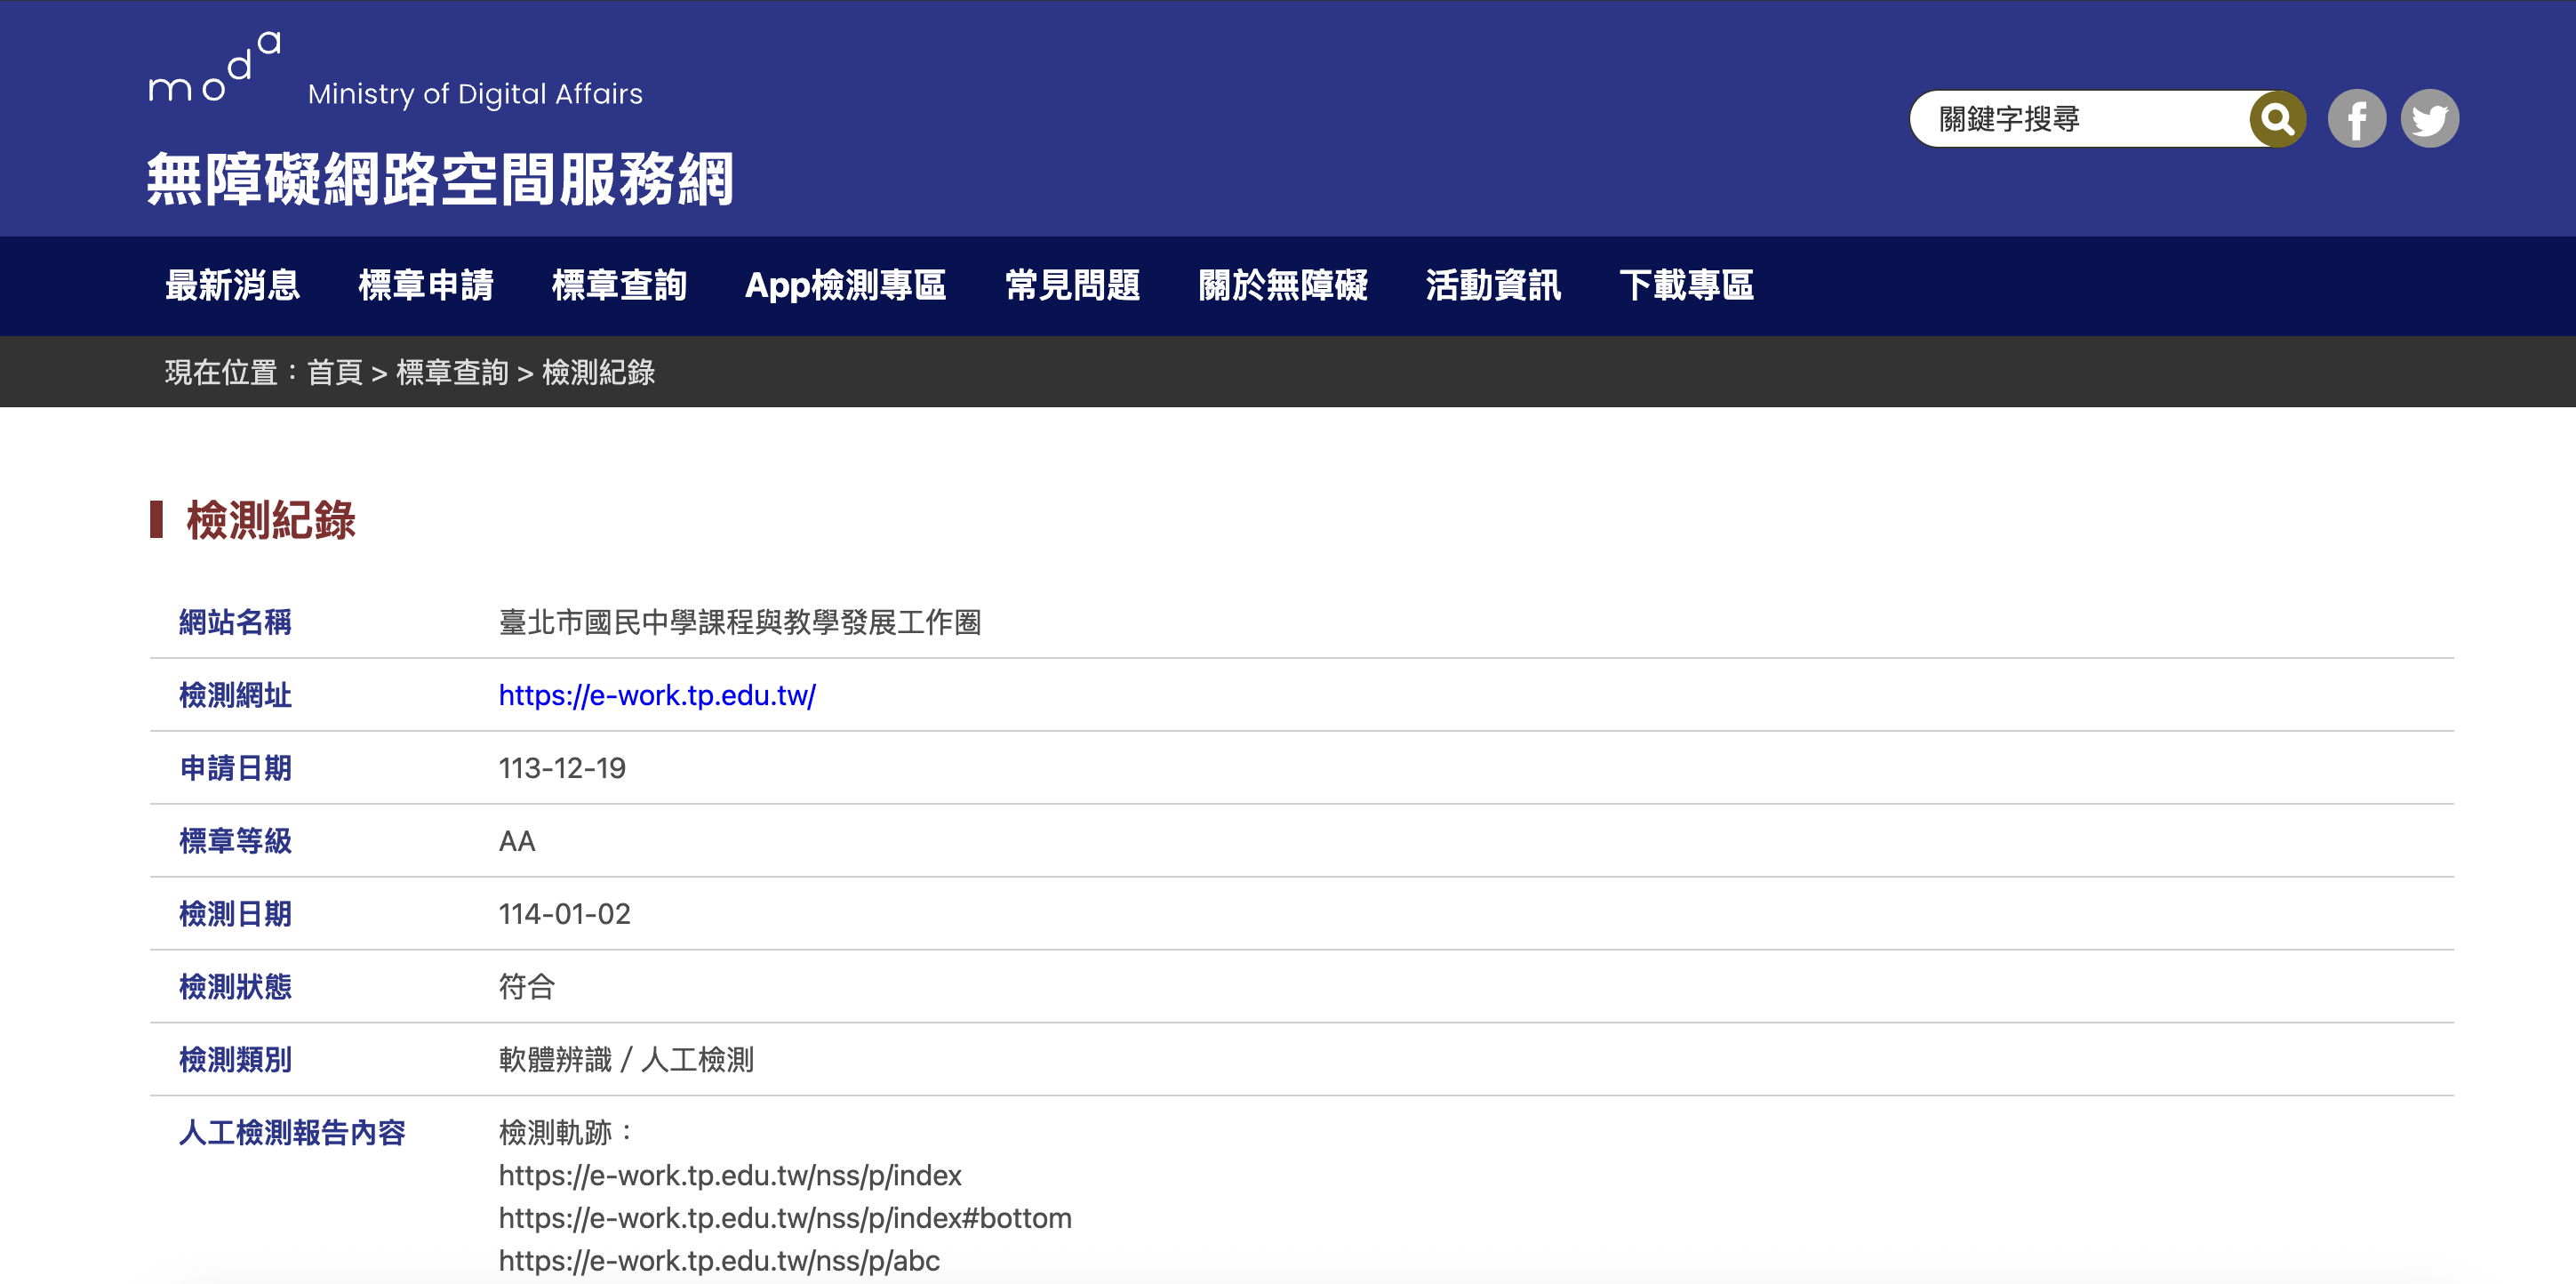 moda Ministry of Digital Affairs
無障礙網路空間服務網
關鍵字搜尋
最新消息 標章申請 標章查詢 App檢測專區 常見問題 關於無障礙 活動資訊 下載專區
現在位置：首頁 > 標章查詢 > 檢測紀錄
檢測紀錄
網站名稱 臺北市國民中學課程與教學發展工作圈
檢測網址 https://e-work.tp.edu.tw/
申請日期 113-12-19
標章等級 AA
檢測日期 114-01-02
檢測狀態 符合
檢測類別 軟體辨識 / 人工檢測
人工檢測報告內容 檢測軌跡：
https://e-work.tp.edu.tw/nss/p/index
https://e-work.tp.edu.tw/nss/p/index#bottom
https://e-work.tp.edu.tw/nss/p/abc